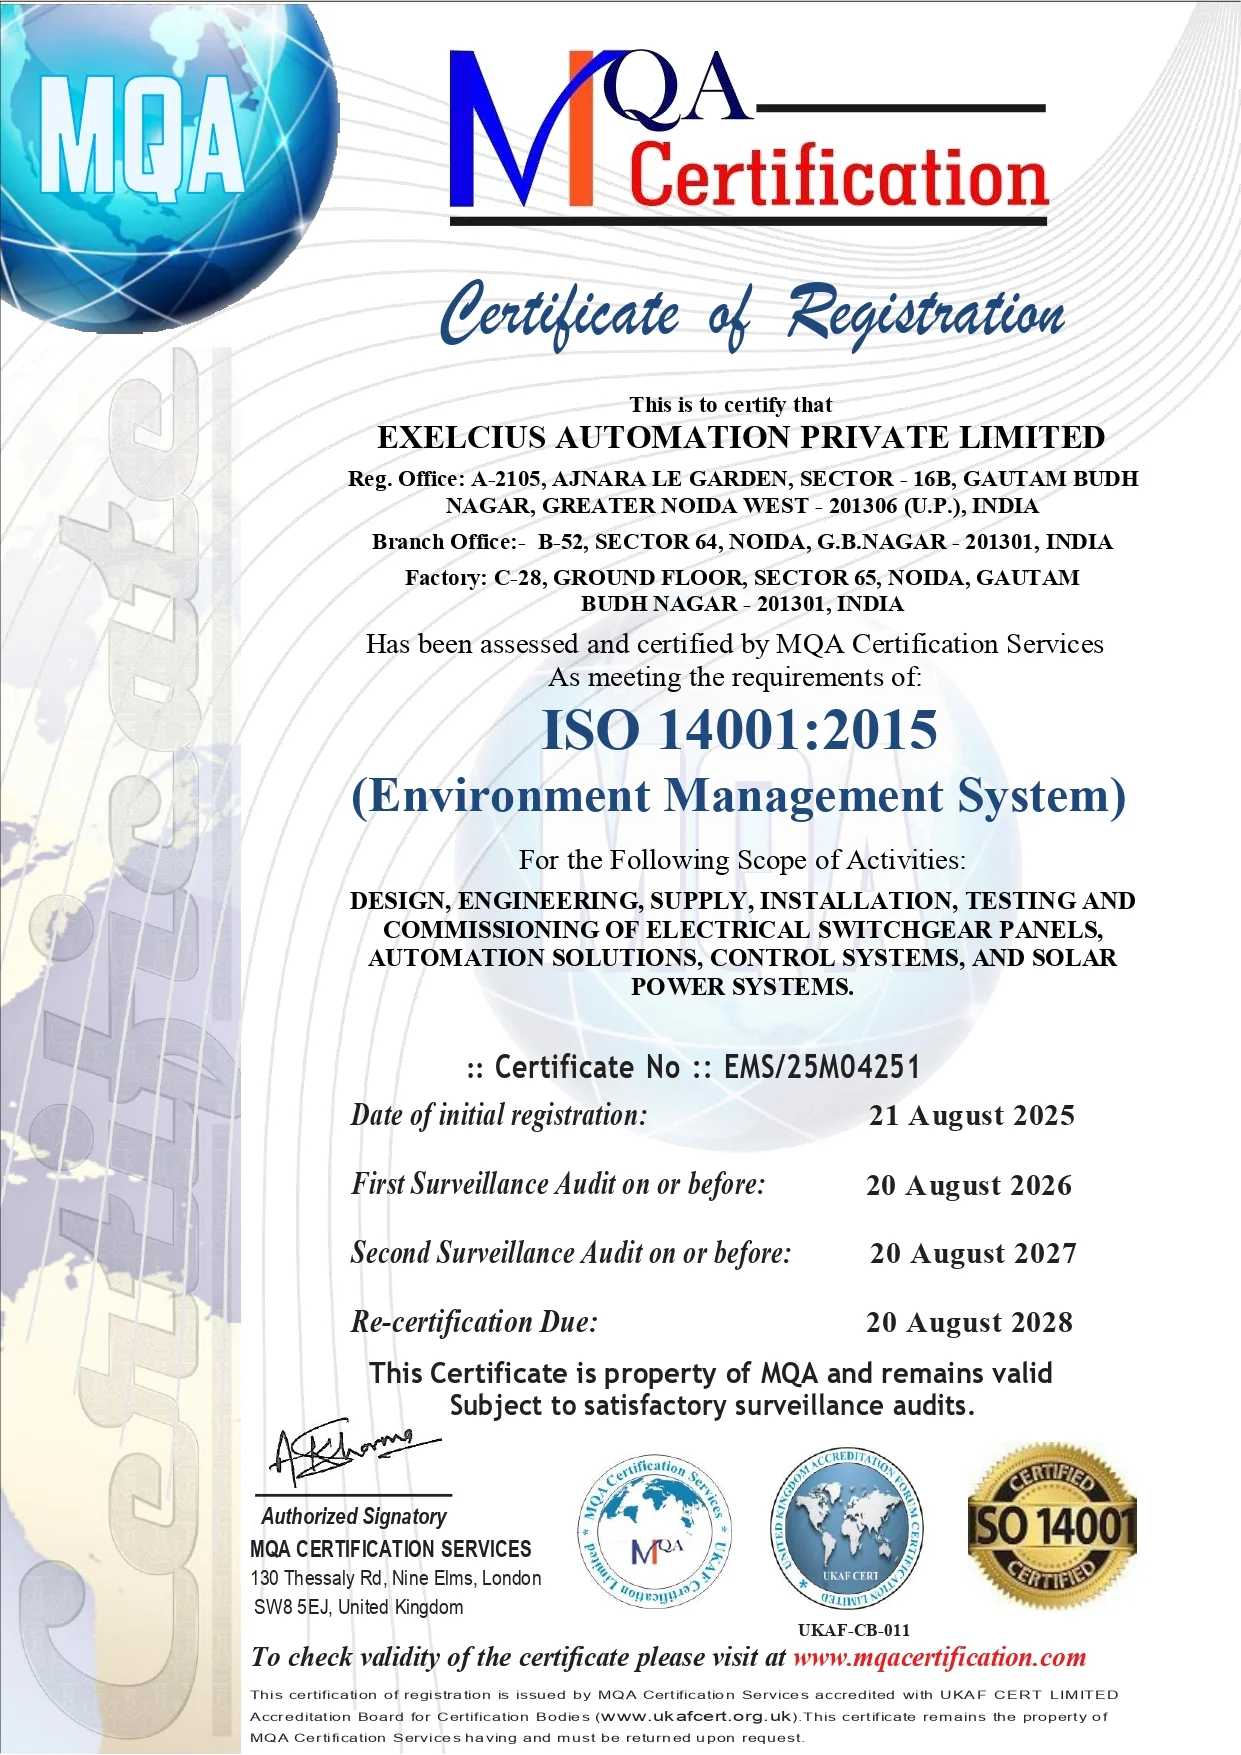 MQA
MQA
Certification
Certificate of Registration
This is to certify that
EXELCIUS AUTOMATION PRIVATE LIMITED
Reg. Office: A-2105, AJNARA LE GARDEN, SECTOR - 16B, GAUTAM BUDH
NAGAR, GREATER NOIDA WEST - 201306 (U.P.), INDIA
Branch Office:- B-52, SECTOR 64, NOIDA, G.B.NAGAR - 201301, INDIA
Factory: C-28, GROUND FLOOR, SECTOR 65, NOIDA, GAUTAM
BUDH NAGAR - 201301, INDIA
Has been assessed and certified by MQA Certification Services
As meeting the requirements of:
ISO 14001:2015
(Environment Management System)
For the Following Scope of Activities:
DESIGN, ENGINEERING, SUPPLY, INSTALLATION, TESTING AND
COMMISSIONING OF ELECTRICAL SWITCHGEAR PANELS,
AUTOMATION SOLUTIONS, CONTROL SYSTEMS, AND SOLAR
POWER SYSTEMS.
MQA
Certificate
:: Certificate No :: EMS/25M04251
Date of initial registration: 21 August 2025
First Surveillance Audit on or before: 20 August 2026
Second Surveillance Audit on or before: 20 August 2027
Re-certification Due: 20 August 2028
This Certificate is property of MQA and remains valid
Subject to satisfactory surveillance audits.
ASKharma
Authorized Signatory
MQA CERTIFICATION SERVICES
130 Thessaly Rd, Nine Elms, London
SW8 5EJ, United Kingdom
MQA Certification Services * UKAF Certification Limited *
MQA
UNITED KINGDOM ACCREDITATION FORUM CERTIFICATION LIMITED *
UKAF CERT
UKAF-CB-011
CERTIFIED
ISO 14001
CERTIFIED
To check validity of the certificate please visit at www.mqacertification.com
This certification of registration is issued by MQA Certification Services accredited with UKAF CERT LIMITED
Accreditation Board for Certification Bodies (www.ukafcert.org.uk).This certificate remains the property of
MQA Certification Services having and must be returned upon request.